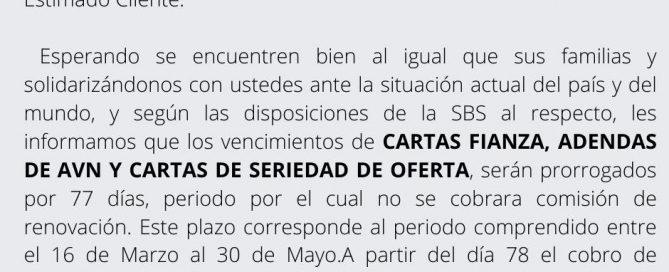 Estimado Cliente:
Esperando se encuentren bien al igual que sus familias y
solidarizándonos con ustedes ante la situación actual del país y del
mundo, y según las disposiciones de la SBS al respecto, les
informamos que los vencimientos de CARTAS FIANZA, ADENDAS
DE AVN Y CARTAS DE SERIEDAD DE OFERTA, serán prorrogados
por 77 días, periodo por el cual no se cobrara comisión de
renovación. Este plazo corresponde al periodo comprendido entre
el 16 de Marzo al 30 de Mayo.A partir del día 78 el cobro de